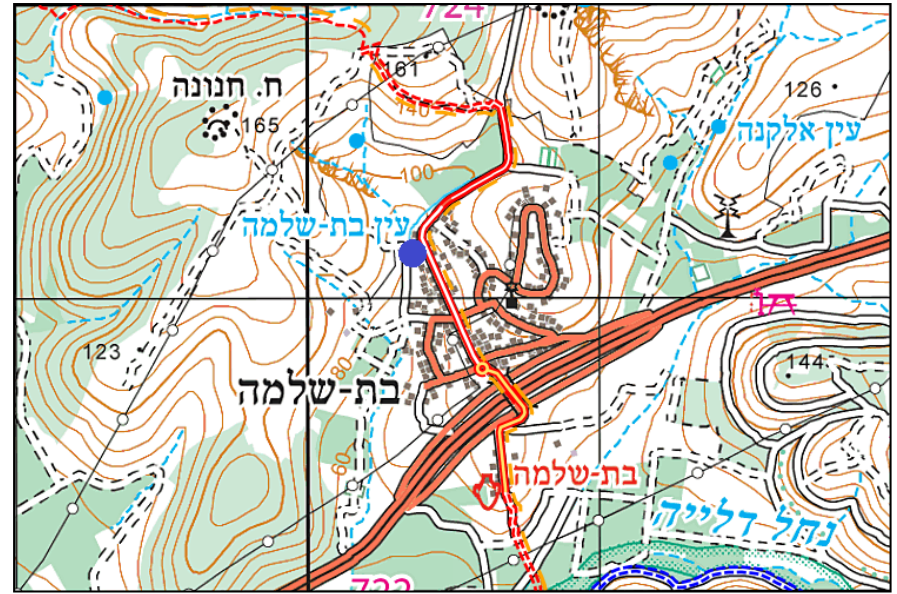 724
161
ח. חנונה
126
140
165
עין אלקנה
100
עין בת-שלמה
123
80
144
בת-שלמה
60
בת-שלמה
נחל דלייה
722